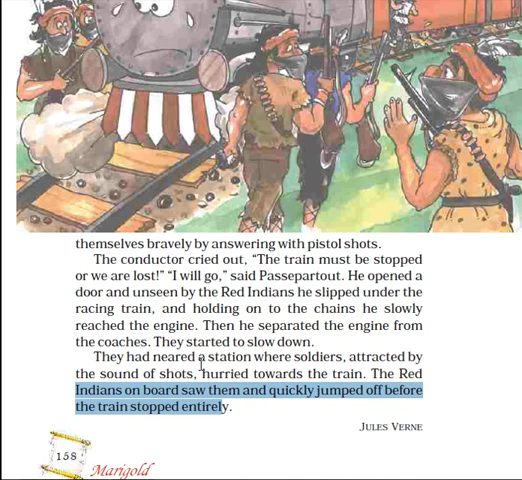 themselves bravely by answering with pistol shots.
The conductor cried out, “The train must be stopped
or we are lost!” “I will go,” said Passepartout. He opened a
door and unseen by the Red Indians he slipped under the
racing train, and holding on to the chains he slowly
reached the engine. Then he separated the engine from
the coaches. They started to slow down.
They had neared a station where soldiers, attracted by
the sound of shots, hurried towards the train. The Red
Indians on board saw them and quickly jumped off before
the train stopped entirely.
JULES VERNE
158
Marigold